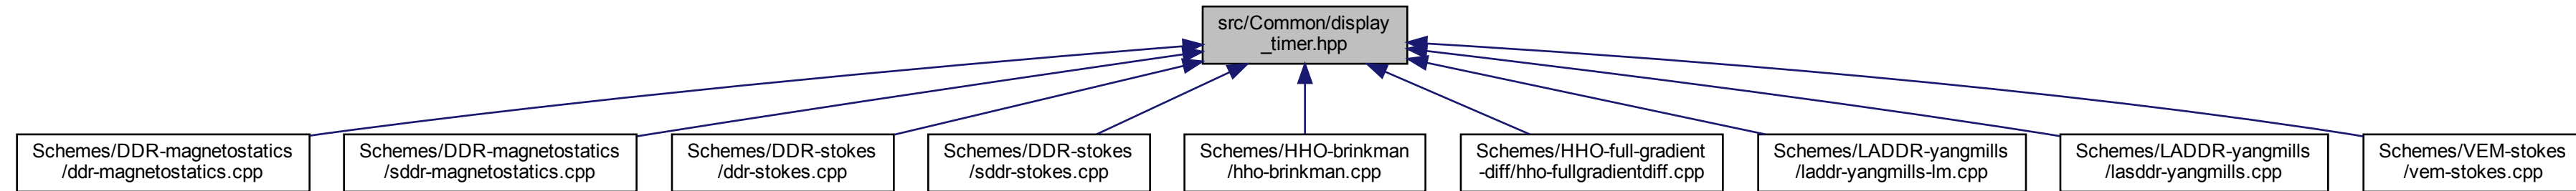 src/Common/display
_timer.hpp
Schemes/DDR-magnetostatics
/ddr-magnetostatics.cpp
Schemes/DDR-magnetostatics
/sddr-magnetostatics.cpp
Schemes/DDR-stokes
/ddr-stokes.cpp
Schemes/DDR-stokes
/sddr-stokes.cpp
Schemes/HHO-brinkman
/hho-brinkman.cpp
Schemes/HHO-full-gradient
-diff/hho-fullgradientdiff.cpp
Schemes/LADDR-yangmills
/laddr-yangmills-lm.cpp
Schemes/LADDR-yangmills
/lasddr-yangmills.cpp
Schemes/VEM-stokes
/vem-stokes.cpp